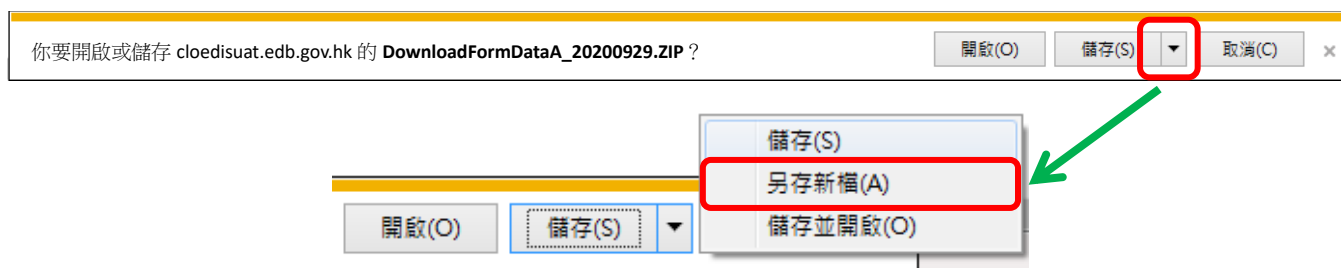 你要開啟或儲存 cloedisuat.edb.gov.hk 的 DownloadFormDataA_20200929.ZIP？ 開啟(O) 儲存(S) 取消(C)
儲存(S)
另存新檔(A)
開啟(O) 儲存(S) 儲存並開啟(O)